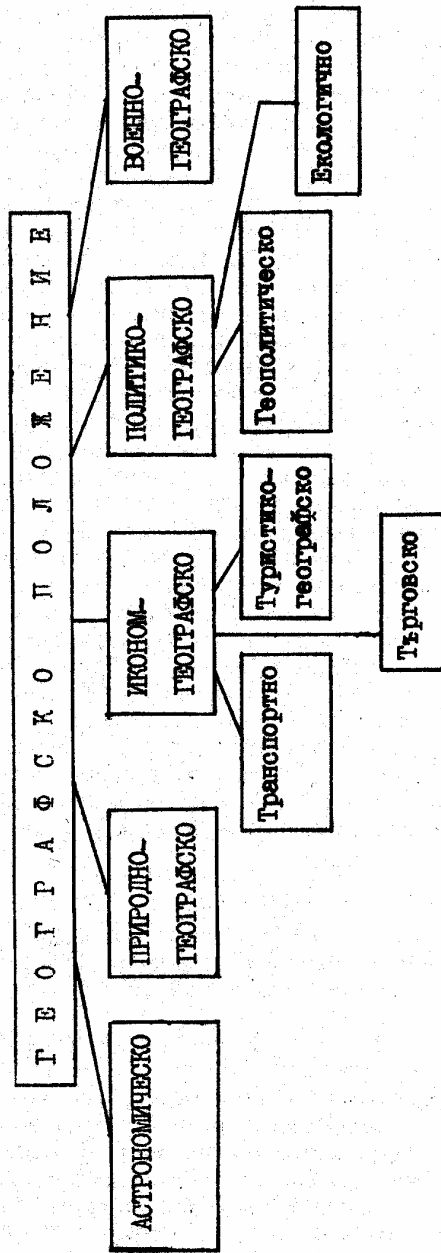 ГЕОГРАФСКО ПОЛОЖЕНИЕ
АСТРОНОМИЧЕСКО
ПРИРОДНО-
ГЕОГРАФСКО
ИКОНОМ-
ГЕОГРАФСКО
ПОЛИТИКО-
ГЕОГРАФСКО
ВОЕННО-
ГЕОГРАФСКО
Транспортно
Туристико-
географско
Геополитическо
Екологично
Търговско